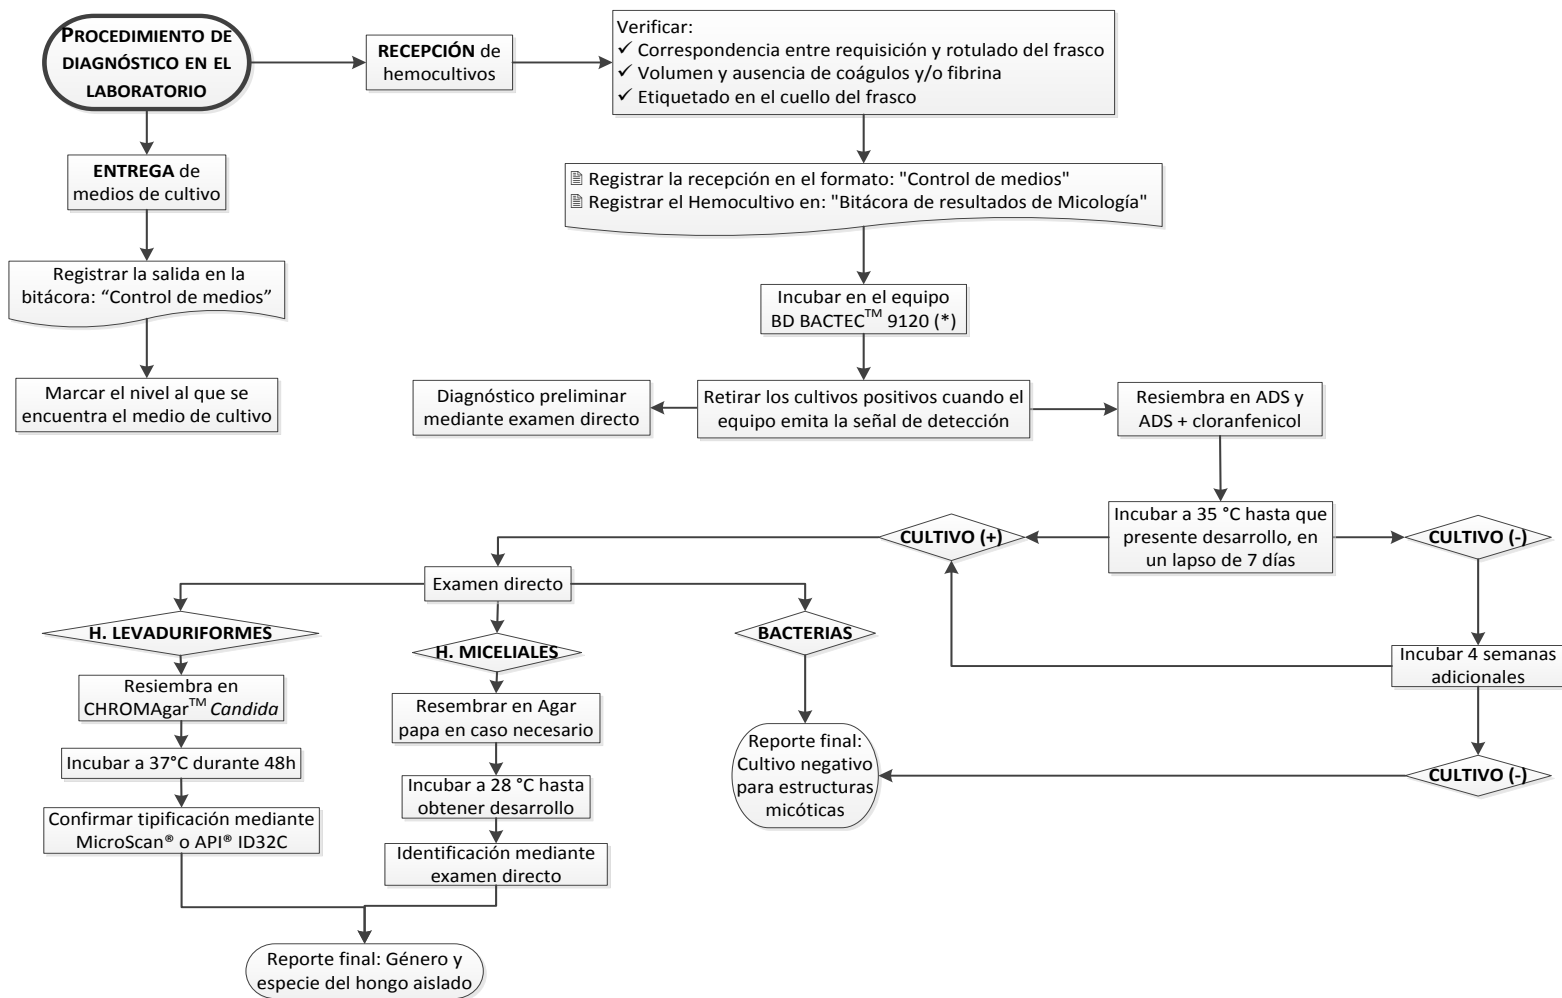 PROCEDIMIENTO DE
DIAGNÓSTICO EN EL
LABORATORIO
RECEPCIÓN de
hemocultivos
Verificar:
✓ Correspondencia entre requisición y rotulado del frasco
✓ Volumen y ausencia de coágulos y/o fibrina
✓ Etiquetado en el cuello del frasco
ENTREGA de
medios de cultivo
Registrar la recepción en el formato: "Control de medios"
Registrar el Hemocultivo en: "Bitácora de resultados de Micología"
Registrar la salida en la
bitácora: “Control de medios”
Incubar en el equipo
BD BACTEC™ 9120 (*)
Marcar el nivel al que se
encuentra el medio de cultivo
Diagnóstico preliminar
mediante examen directo
Retirar los cultivos positivos cuando el
equipo emita la señal de detección
Resiembra en ADS y
ADS + cloranfenicol
Incubar a 35 °C hasta que
presente desarrollo, en
un lapso de 7 días
CULTIVO (+)
CULTIVO (-)
Examen directo
H. LEVADURIFORMES
H. MICELIALES
BACTERIAS
Incubar 4 semanas
adicionales
Resiembra en
CHROMAgar™ Candida
Resembrar en Agar
papa en caso necesario
Incubar a 37°C durante 48h
Incubar a 28 °C hasta
obtener desarrollo
Reporte final:
Cultivo negativo
para estructuras
micóticas
CULTIVO (-)
Confirmar tipificación mediante
MicroScan® o API® ID32C
Identificación mediante
examen directo
Reporte final: Género y
especie del hongo aislado